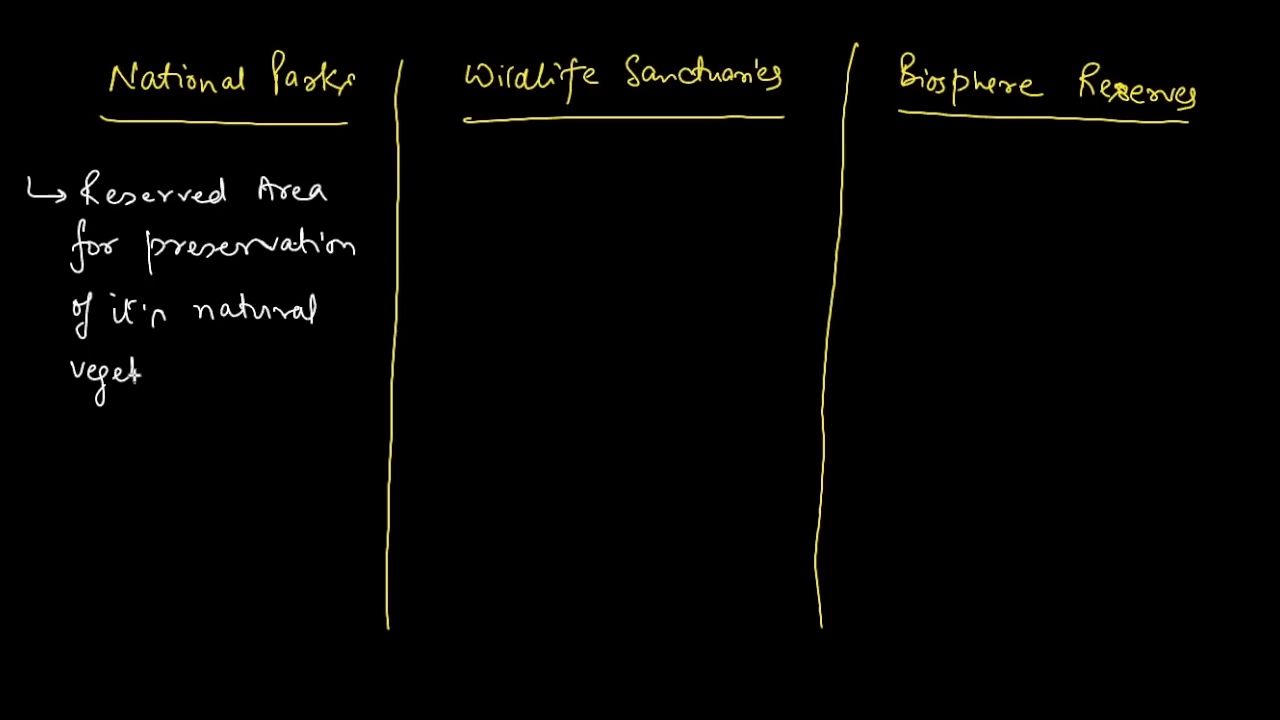 National Parks
Wildlife Sanctuaries
Biosphere Reserves
↳ Reserved Area
for preservation
of it's natural
veget